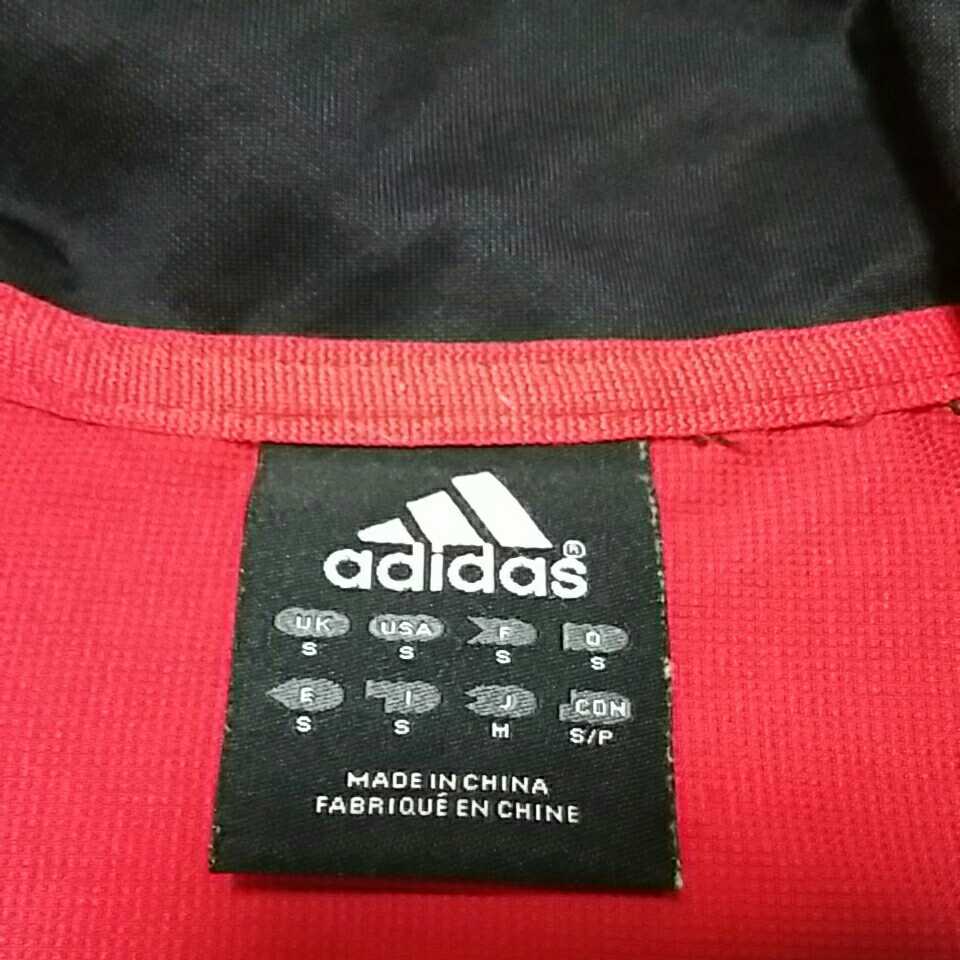 adidas®
UK USA F D
S S S S
E I J CDN
S S M S/P
MADE IN CHINA
FABRIQUÉ EN CHINE